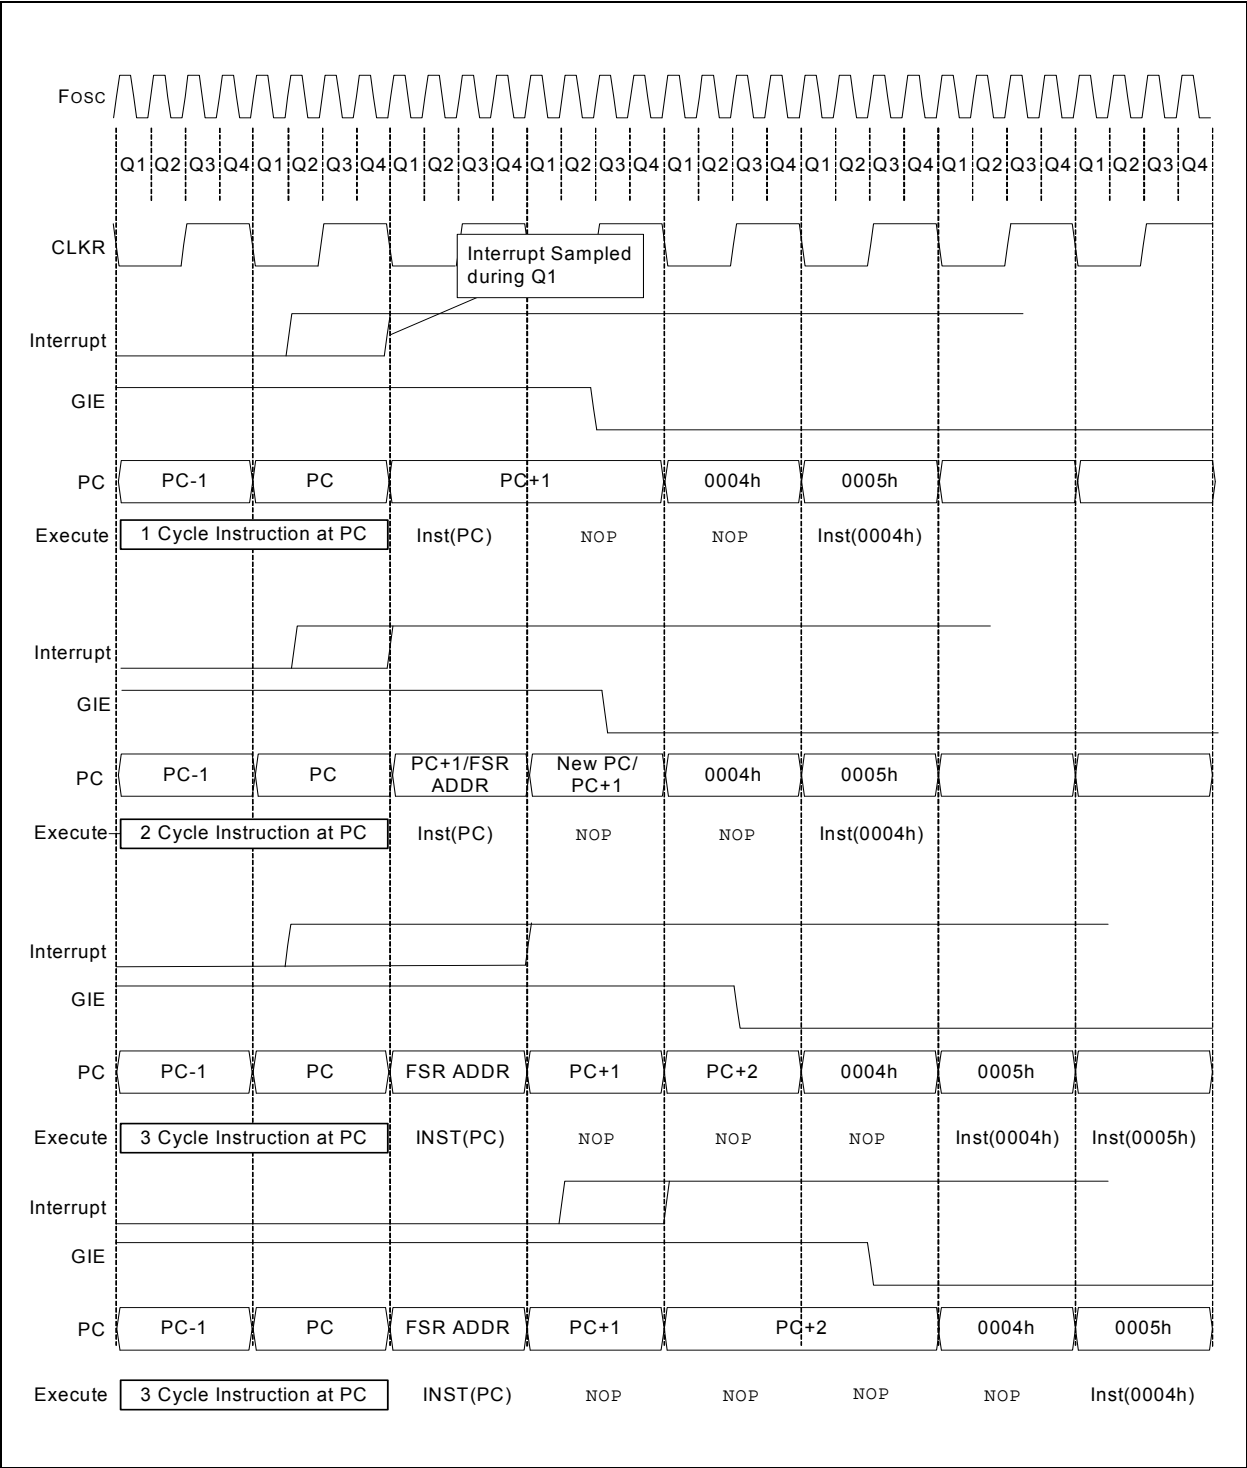 FOSC
Q1 Q2 Q3 Q4 Q1 Q2 Q3 Q4 Q1 Q2 Q3 Q4 Q1 Q2 Q3 Q4 Q1 Q2 Q3 Q4 Q1 Q2 Q3 Q4 Q1 Q2 Q3 Q4 Q1 Q2 Q3 Q4
CLKR
Interrupt Sampled
during Q1
Interrupt
GIE
PC PC-1 PC PC+1 0004h 0005h
Execute 1 Cycle Instruction at PC Inst(PC) NOP NOP Inst(0004h)
Interrupt
GIE
PC PC-1 PC PC+1/FSR ADDR New PC/ PC+1 0004h 0005h
Execute 2 Cycle Instruction at PC Inst(PC) NOP NOP Inst(0004h)
Interrupt
GIE
PC PC-1 PC FSR ADDR PC+1 PC+2 0004h 0005h
Execute 3 Cycle Instruction at PC INST(PC) NOP NOP NOP Inst(0004h) Inst(0005h)
Interrupt
GIE
PC PC-1 PC FSR ADDR PC+1 PC+2 0004h 0005h
Execute 3 Cycle Instruction at PC INST(PC) NOP NOP NOP NOP Inst(0004h)